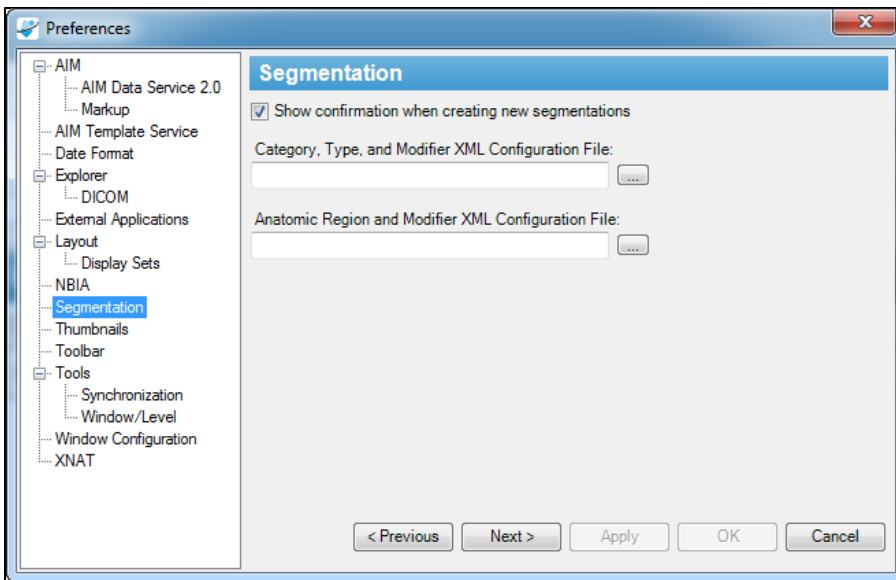 Preferences
AIM
AIM Data Service 2.0
Markup
AIM Template Service
Date Format
Explorer
DICOM
External Applications
Layout
Display Sets
NBIA
Segmentation
Thumbnails
Toolbar
Tools
Synchronization
Window/Level
Window Configuration
XNAT
Segmentation
Show confirmation when creating new segmentations
Category, Type, and Modifier XML Configuration File:
...
Anatomic Region and Modifier XML Configuration File:
...
< Previous
Next >
Apply
OK
Cancel